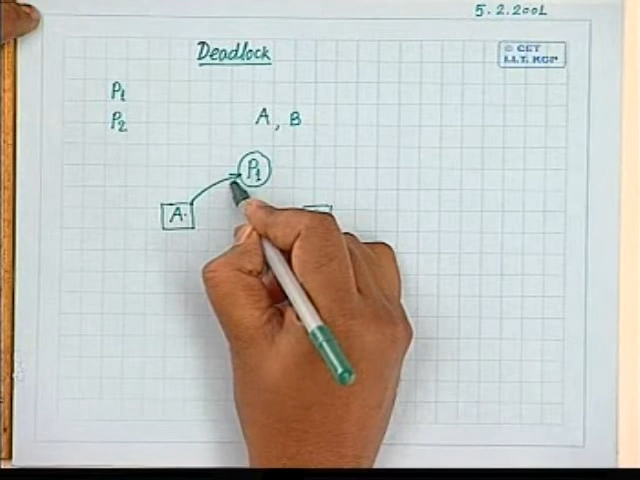 5.2.2001
Deadlock
© CET
I.I.T. KGP
P1
P2
A, B
P1
A